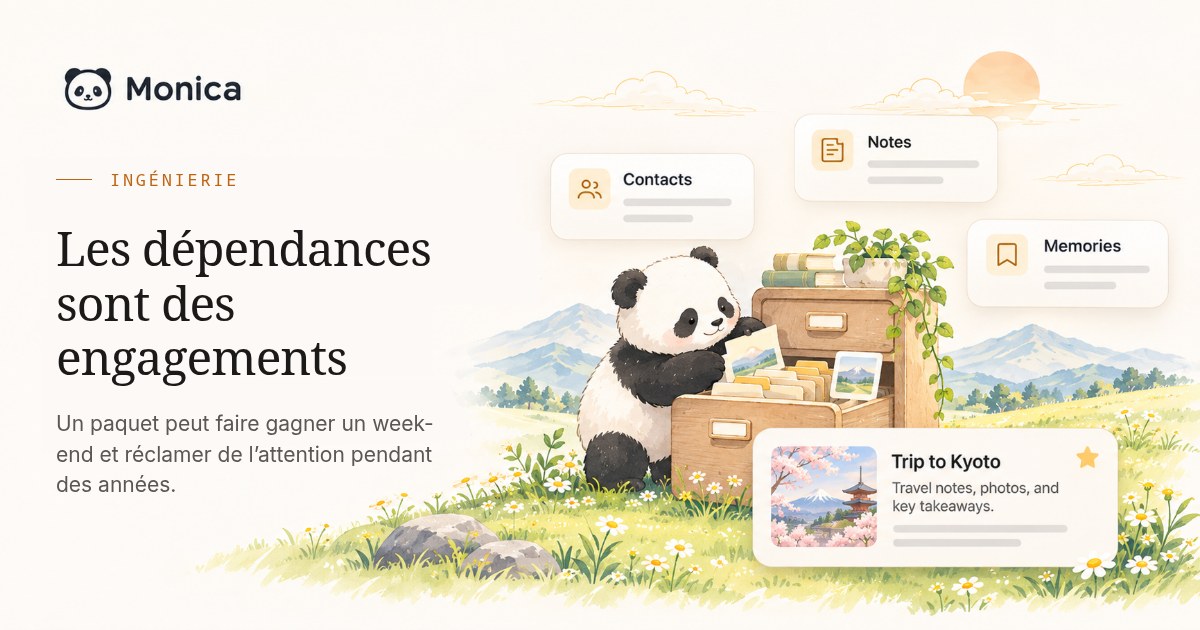 Monica
INGÉNIERIE
Les dépendances
sont des
engagements
Un paquet peut faire gagner un week-
end et réclamer de l’attention pendant
des années.
Contacts
Notes
Memories
Trip to Kyoto
Travel notes, photos, and
key takeaways.